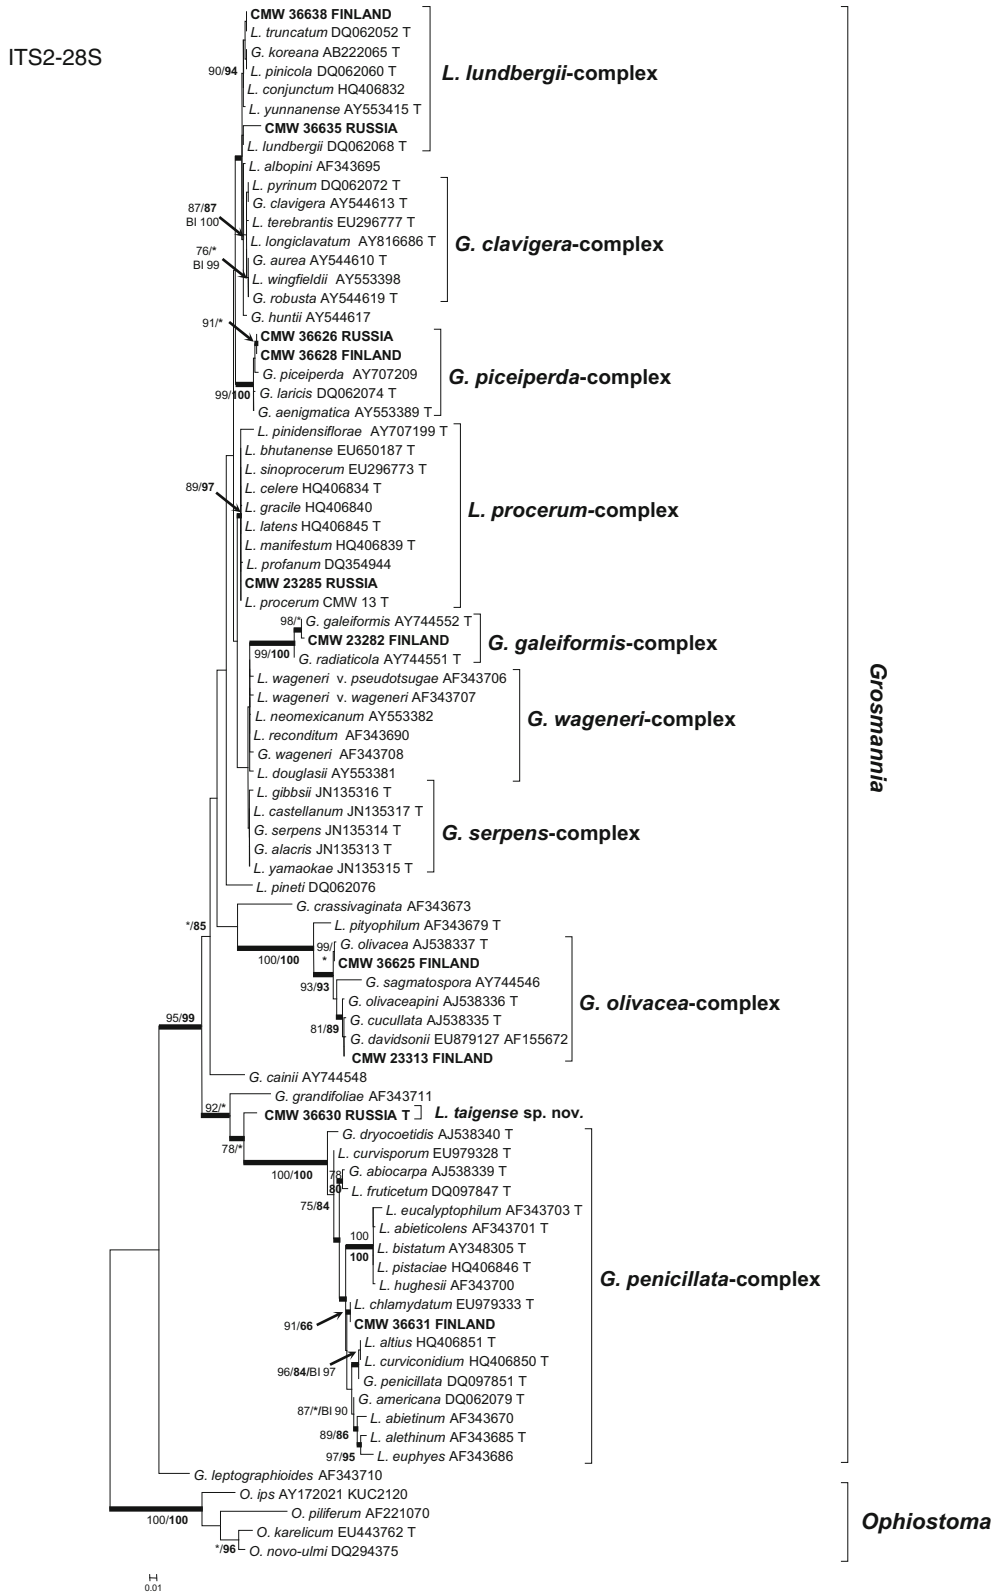 ITS2-28S
CMW 36638 FINLAND
L. truncatum DQ062052 T
G. koreana AB222065 T
L. pinicola DQ062060 T
90/94
L. lundbergii-complex
L. conjunctum HQ406832
L. yunnanense AY553415 T
CMW 36635 RUSSIA
L. lundbergii DQ062068 T
L. albopini AF343695
L. pyrinum DQ062072 T
G. clavigera AY544613 T
87/87
BI 100
L. terebrantis EU296777 T
L. longiclavatum AY816686 T
G. clavigera-complex
76/*
BI 99
G. aurea AY544610 T
L. wingfieldii AY553398
G. robusta AY544619 T
G. huntii AY544617
91/*
CMW 36626 RUSSIA
CMW 36628 FINLAND
G. piceiperda AY707209
G. piceiperda-complex
99/100
G. laricis DQ062074 T
G. aenigmatica AY553389 T
L. pinidensiflorae AY707199 T
L. bhutanense EU650187 T
L. sinoprocerum EU296773 T
89/97
L. celere HQ406834 T
L. gracile HQ406840
L. procerum-complex
L. latens HQ406845 T
L. manifestum HQ406839 T
L. profanum DQ354944
CMW 23285 RUSSIA
L. procerum CMW 13 T
98/*
G. galeiformis AY744552 T
CMW 23282 FINLAND
G. galeiformis-complex
99/100
G. radiaticola AY744551 T
L. wageneri v. pseudotsugae AF343706
L. wageneri v. wageneri AF343707
L. neomexicanum AY553382
G. wageneri-complex
L. reconditum AF343690
G. wageneri AF343708
L. douglasii AY553381
L. gibbsii JN135316 T
L. castellanum JN135317 T
G. serpens JN135314 T
G. serpens-complex
G. alacris JN135313 T
L. yamaokae JN135315 T
L. pineti DQ062076
Grosmannia
G. crassivaginata AF343673
*/85
L. pityophilum AF343679 T
99/
*
G. olivacea AJ538337 T
100/100
CMW 36625 FINLAND
93/93
G. sagmatospora AY744546
G. olivaceapini AJ538336 T
G. olivacea-complex
G. cucullata AJ538335 T
81/89
G. davidsonii EU879127 AF155672
CMW 23313 FINLAND
95/99
G. cainii AY744548
G. grandifoliae AF343711
92/*
CMW 36630 RUSSIA T
L. taigense sp. nov.
78/*
G. dryocoetidis AJ538340 T
L. curvisporum EU979328 T
100/100
78
80
G. abiocarpa AJ538339 T
L. fruticetum DQ097847 T
75/84
L. eucalyptophilum AF343703 T
L. abieticolens AF343701 T
100
100
L. bistatum AY348305 T
L. pistaciae HQ406846 T
G. penicillata-complex
L. hughesii AF343700
L. chlamydatum EU979333 T
91/66
CMW 36631 FINLAND
L. altius HQ406851 T
L. curviconidium HQ406850 T
96/84/BI 97
G. penicillata DQ097851 T
G. americana DQ062079 T
87/*/BI 90
L. abietinum AF343670
89/86
L. alethinum AF343685 T
97/95
L. euphyes AF343686
G. leptographioides AF343710
O. ips AY172021 KUC2120
100/100
O. piliferum AF221070
Ophiostoma
O. karelicum EU443762 T
*/96
O. novo-ulmi DQ294375
0.01